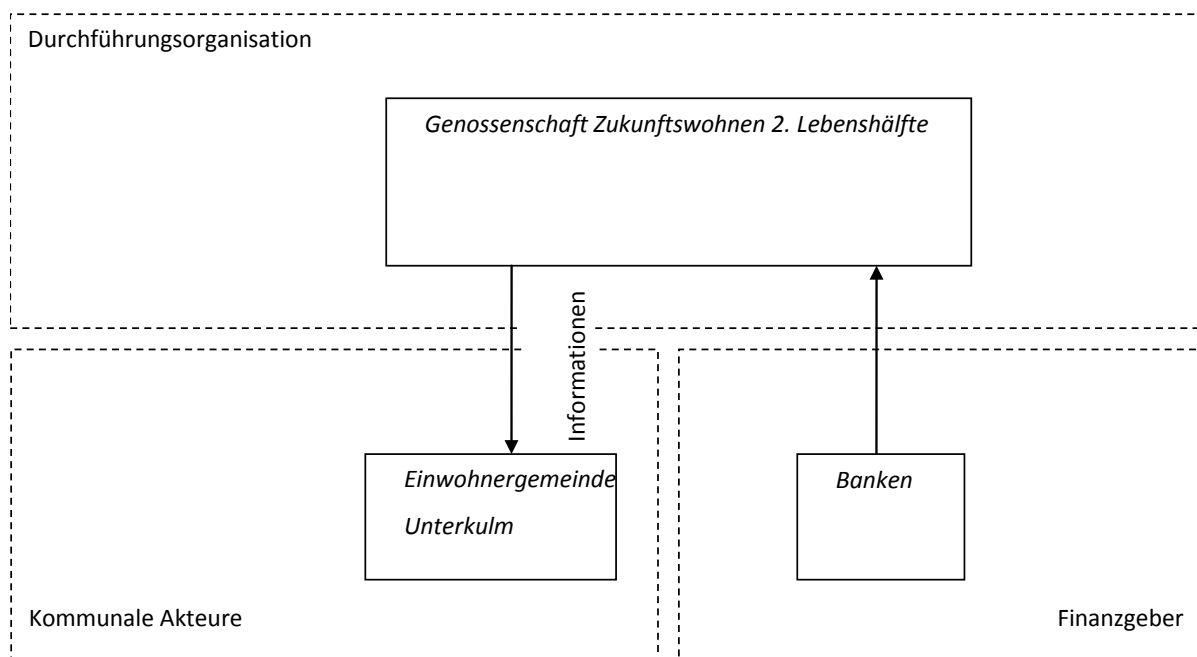 Durchführungsorganisation
Genossenschaft Zukunftswohnen 2. Lebenshälfte
Informationen
Einwohnergemeinde
Unterkulm
Banken
Kommunale Akteure
Finanzgeber